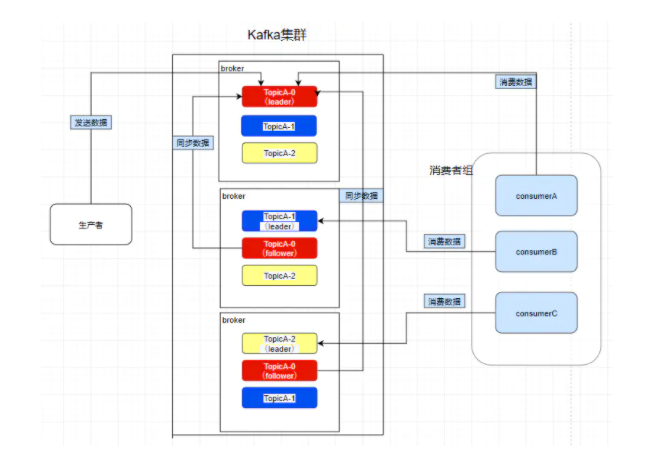 Kafka集群
broker
TopicA-0
（leader）
TopicA-1
TopicA-2
消费数据
发送数据
同步数据
消费者组
consumerA
生产者
broker
同步数据
TopicA-1
（leader）
TopicA-0
（follower）
TopicA-2
消费数据
consumerB
broker
消费数据
consumerC
TopicA-2
（leader）
TopicA-0
（follower）
TopicA-1